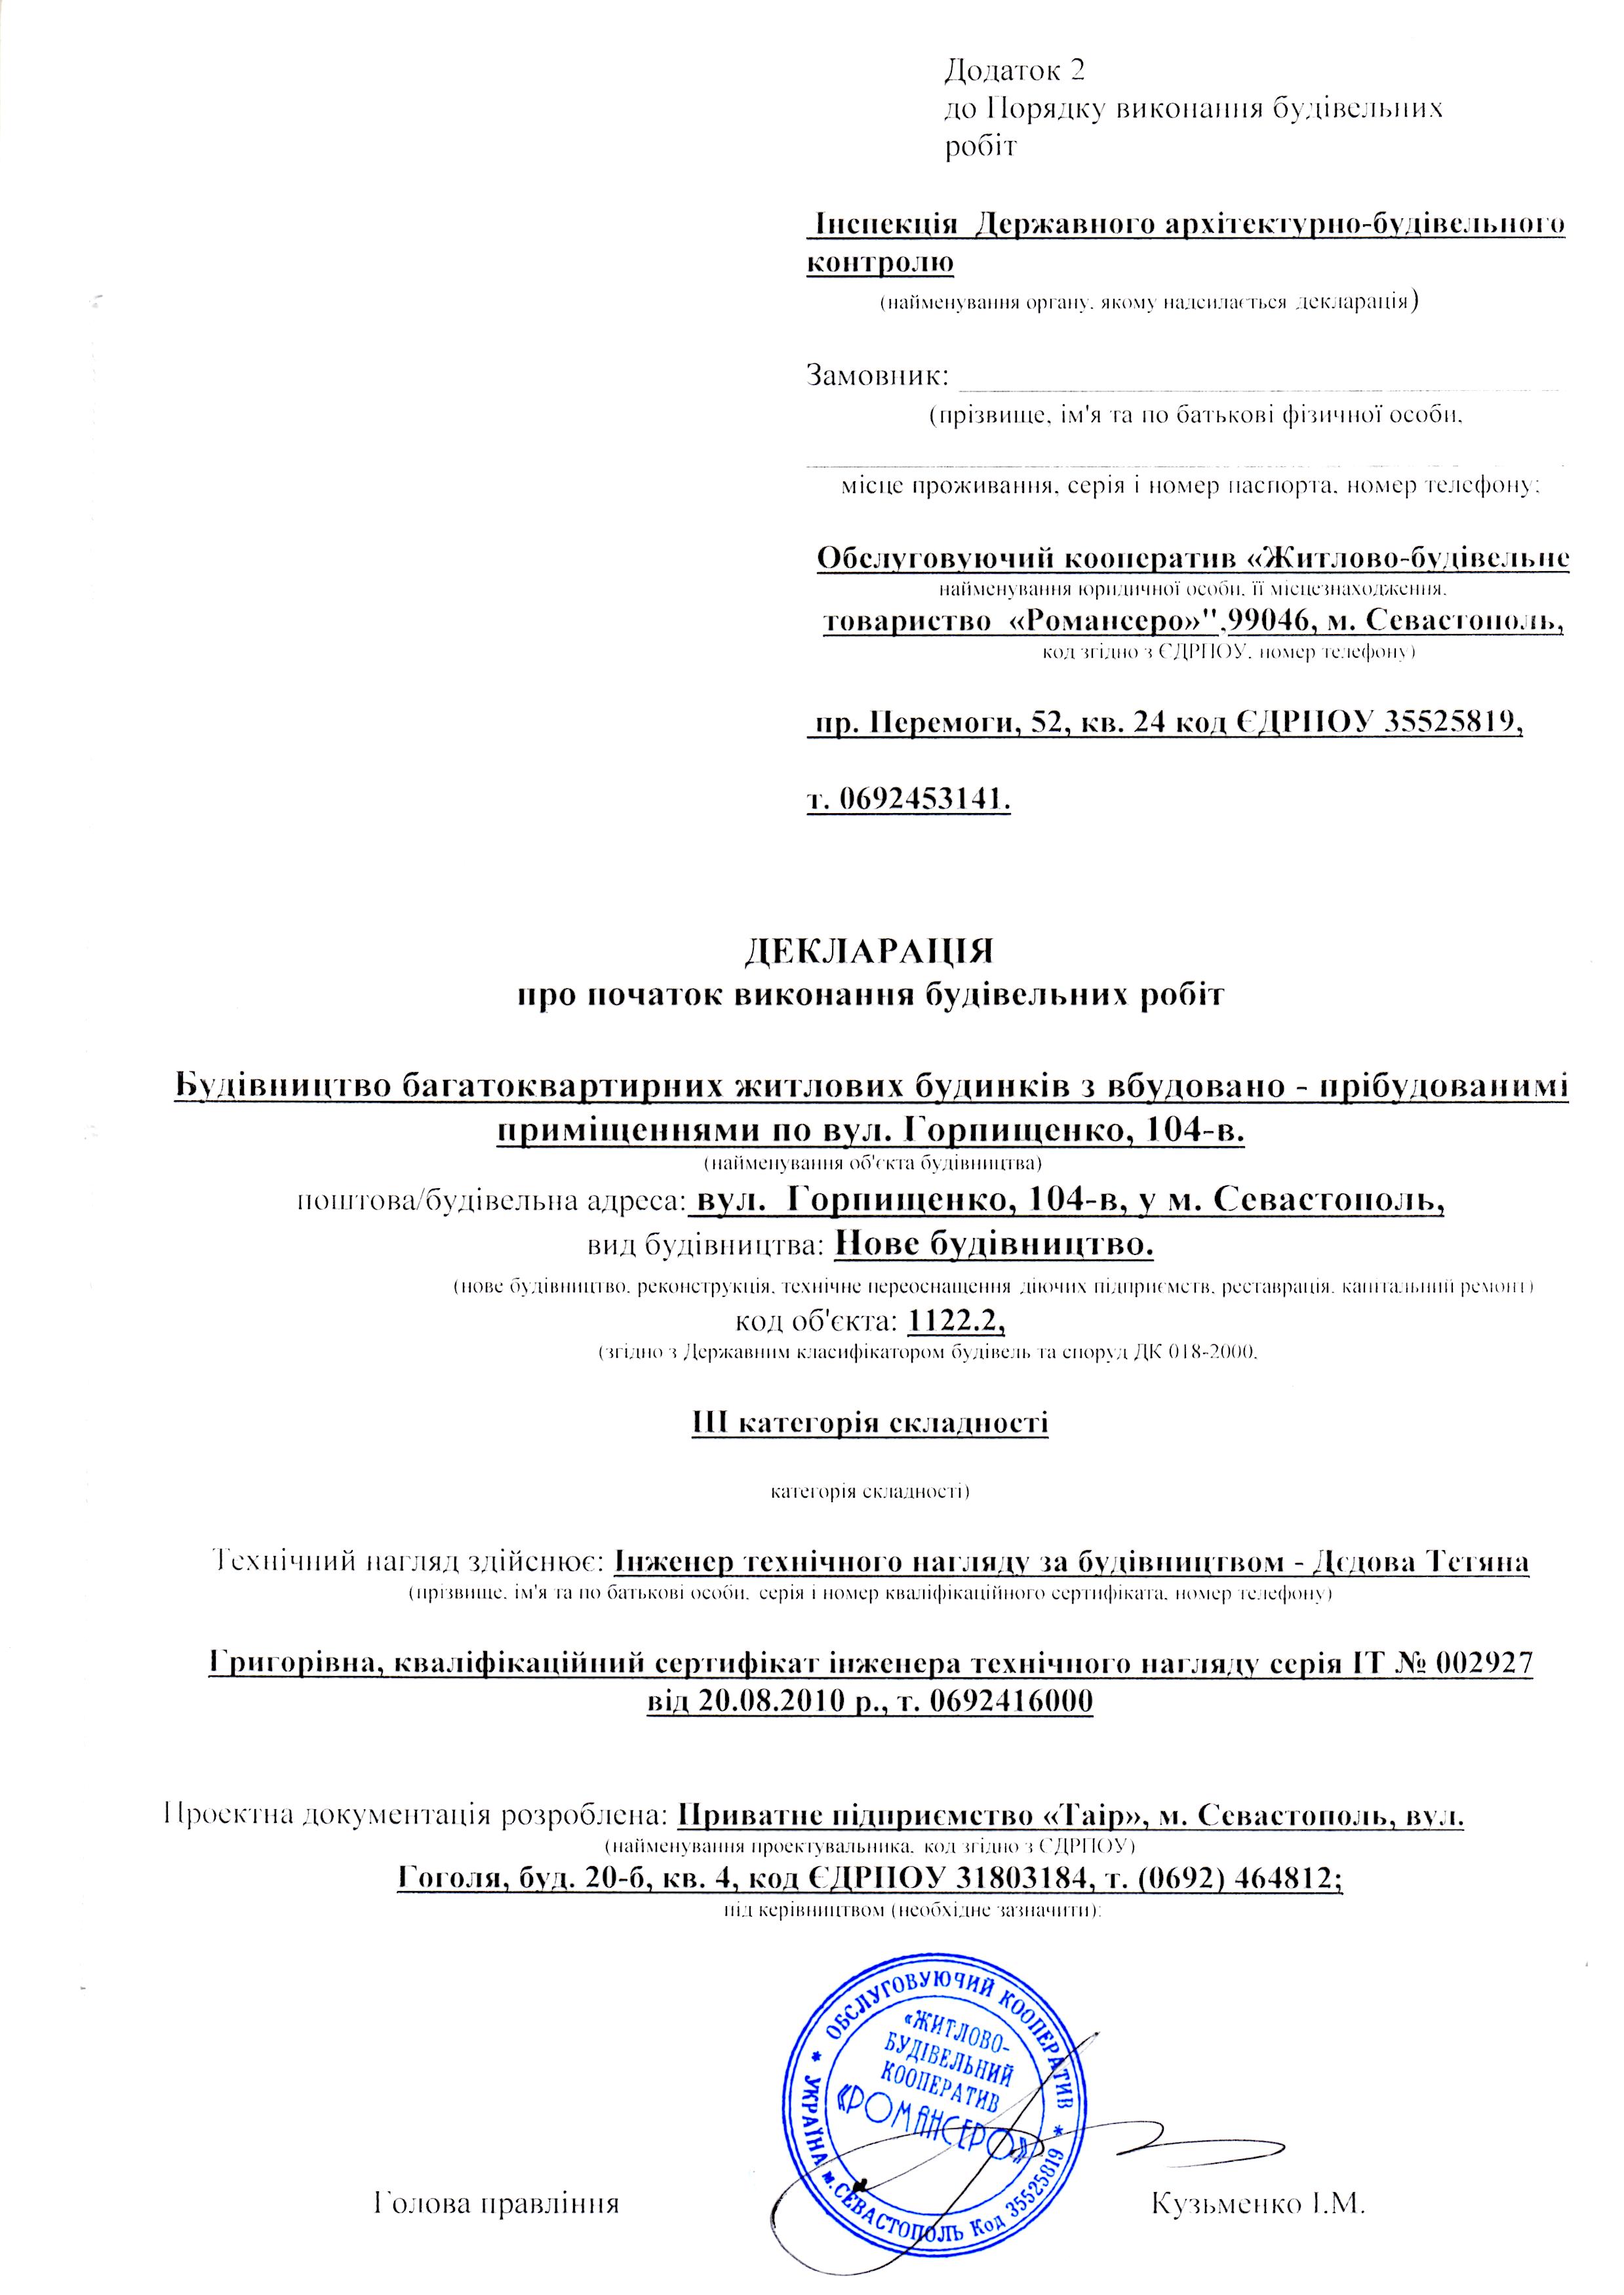 Додаток 2
до Порядку виконання будівельних
робіт
Інспекція Державного архітектурно-будівельного
контролю
(найменування органу, якому надсилається декларація)
Замовник:
(прізвище, ім'я та по батькові фізичної особи,
місце проживання, серія і номер паспорта, номер телефону;
Обслуговуючий кооператив «Житлово-будівельне
найменування юридичної особи, її місцезнаходження,
товариство «Романсеро»",99046, м. Севастополь,
код згідно з ЄДРПОУ, номер телефону)
пр. Перемоги, 52, кв. 24 код ЄДРПОУ 35525819,
т. 0692453141.
ДЕКЛАРАЦІЯ
про початок виконання будівельних робіт
Будівництво багатоквартирних житлових будинків з вбудовано - прібудованимі
приміщеннями по вул. Горпищенко, 104-в.
(найменування об'єкта будівництва)
поштова/будівельна адреса: вул. Горпищенко, 104-в, у м. Севастополь,
вид будівництва: Нове будівництво.
(нове будівництво, реконструкція, технічне переоснащення діючих підприємств, реставрація, капітальний ремонт)
код об'єкта: 1122.2,
(згідно з Державним класифікатором будівель та споруд ДК 018-2000,
ІІІ категорія складності
категорія складності)
Технічний нагляд здійснює: Інженер технічного нагляду за будівництвом - Дєдова Тетяна
(прізвище, ім'я та по батькові особи, серія і номер кваліфікаційного сертифіката, номер телефону)
Григорівна, кваліфікаційний сертифікат інженера технічного нагляду серія ІТ № 002927
від 20.08.2010 р., т. 0692416000
Проектна документація розроблена: Приватне підприємство «Таір», м. Севастополь, вул.
(найменування проектувальника, код згідно з ЄДРПОУ)
Гоголя, буд. 20-б, кв. 4, код ЄДРПОУ 31803184, т. (0692) 464812;
під керівництвом (необхідне зазначити):
* ОБСЛУГОВУЮЧИЙ КООПЕРАТИВ *
«ЖИТЛОВО-
БУДІВЕЛЬНИЙ
КООПЕРАТИВ
«РОМАНСЕРО»
УКРАЇНА м.СЕВАСТОПОЛЬ Код 35525819
Голова правління Кузьменко І.М.